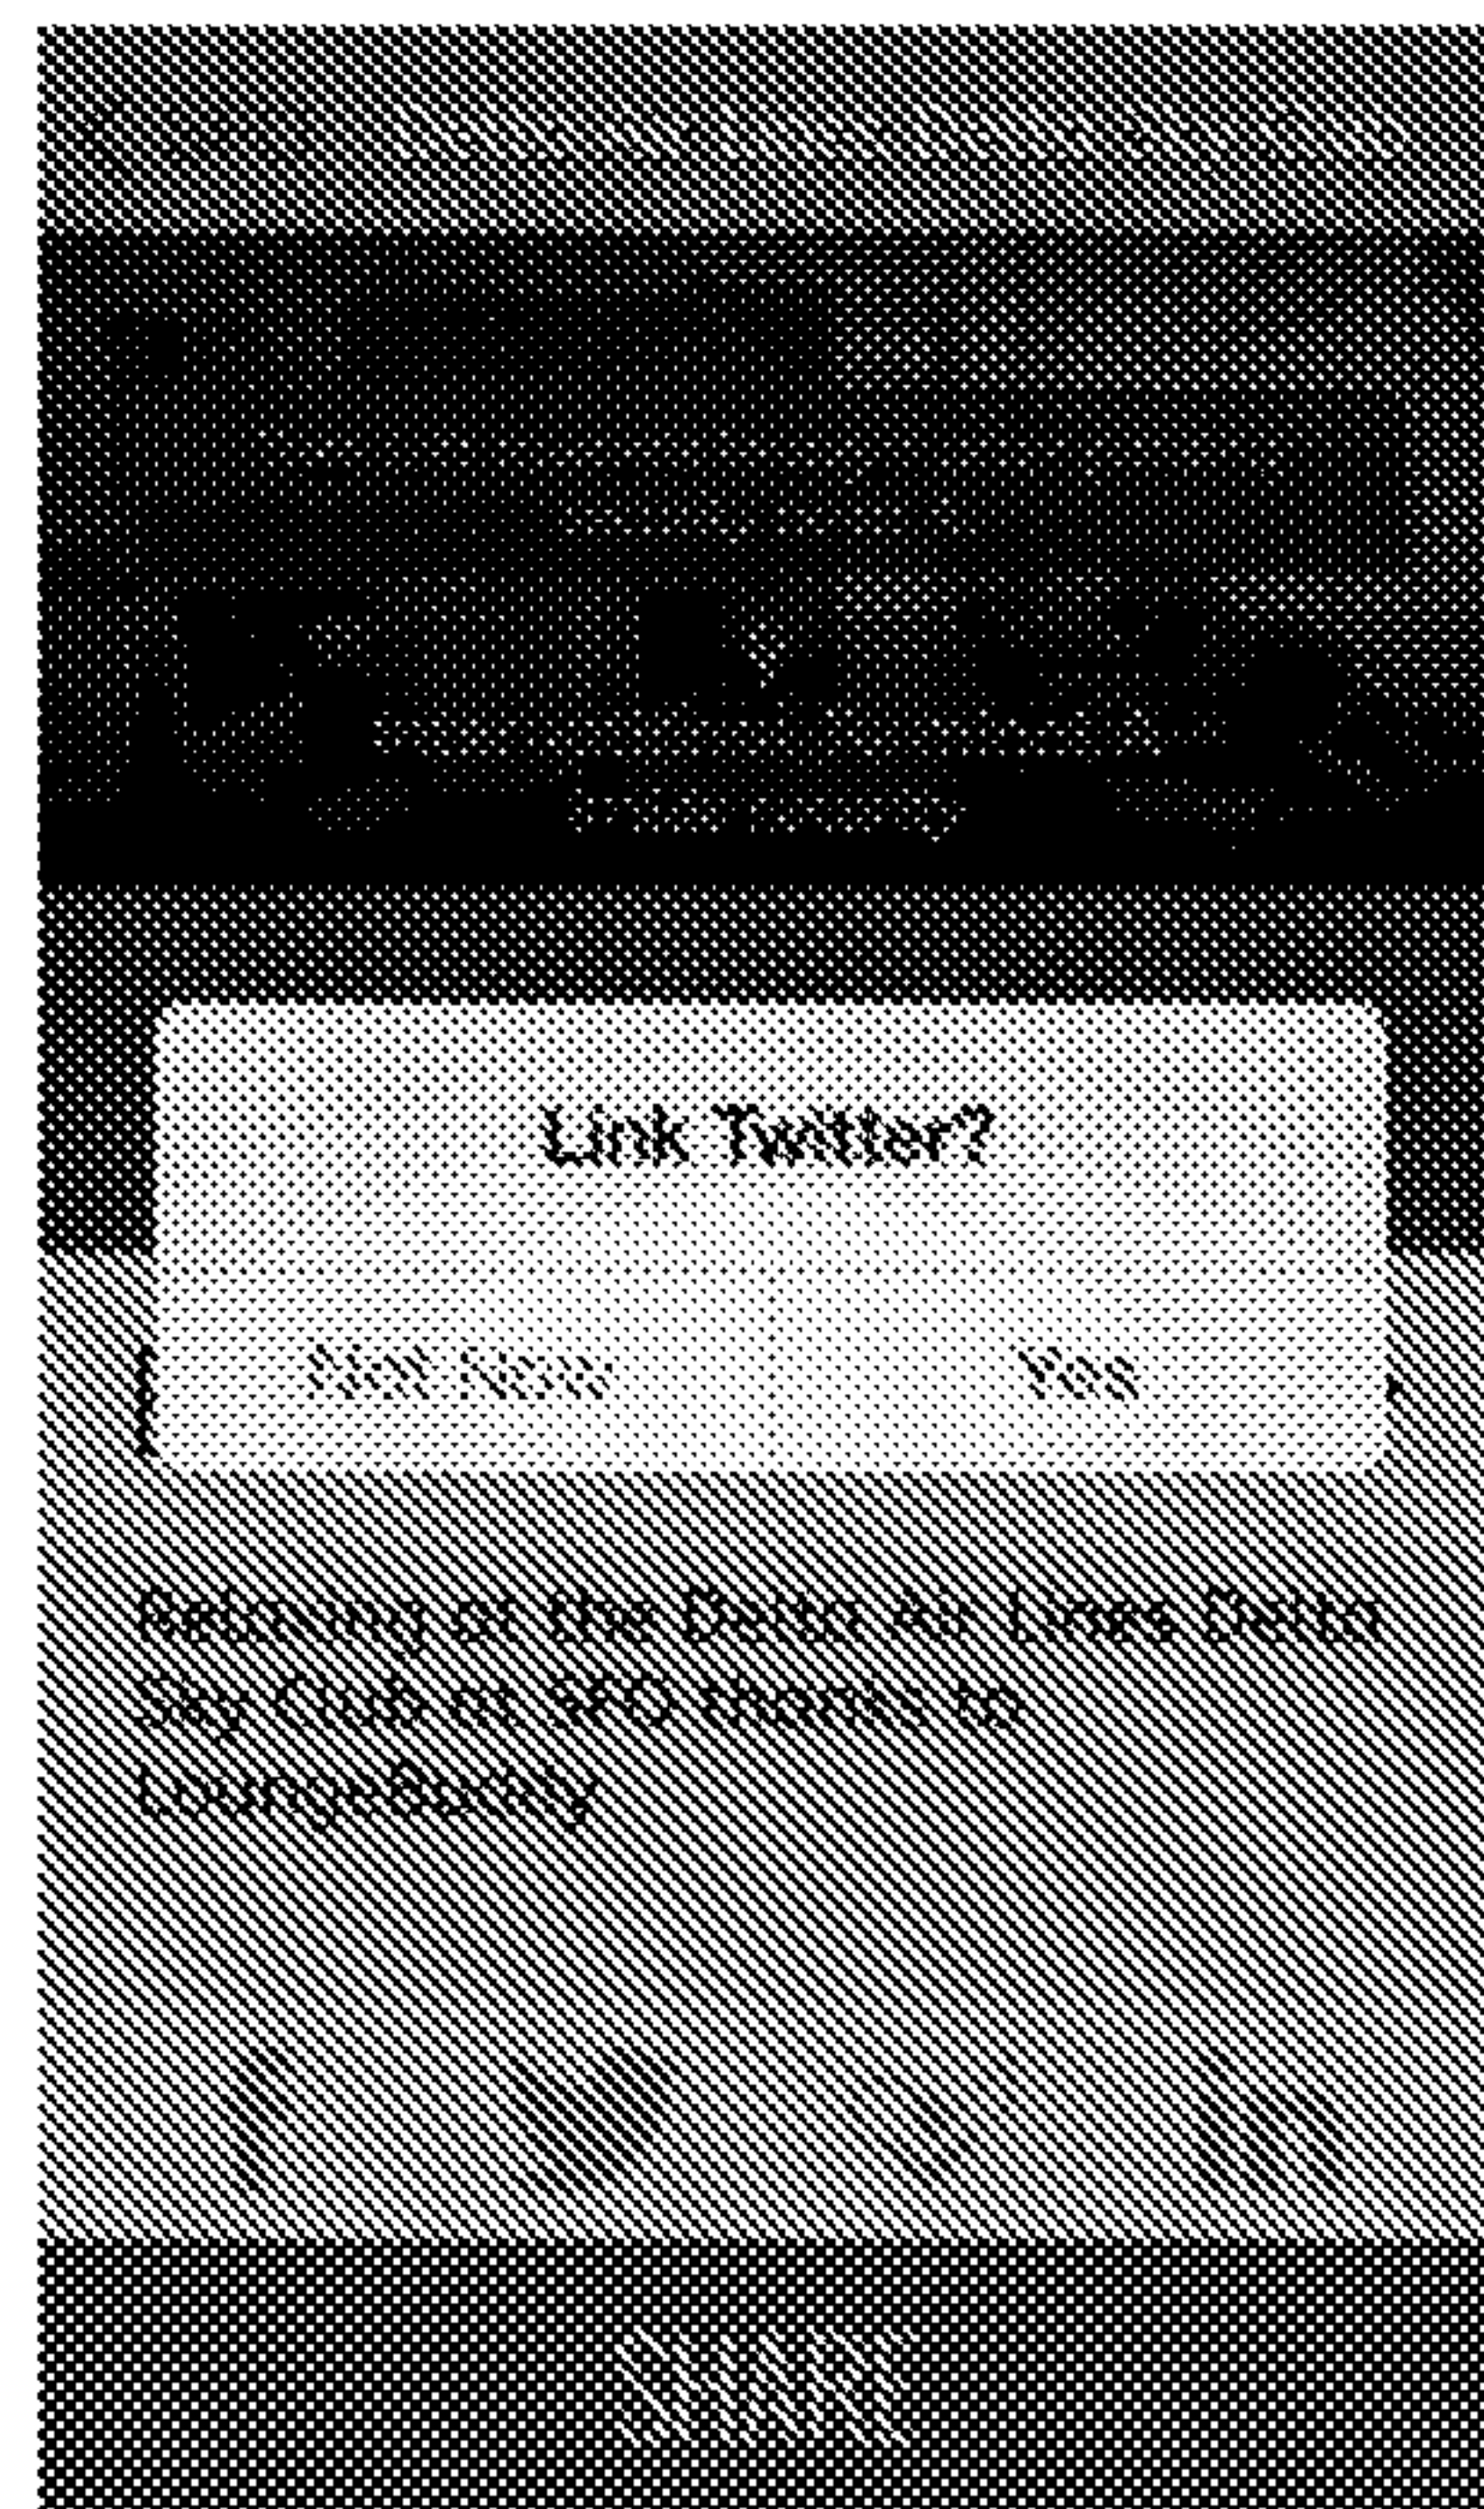 Link Twitter?
Not Now Yes
Relaxing at the Delta Air Lines Delta
Sky Club at SFO thanks to
LoungeBuddy